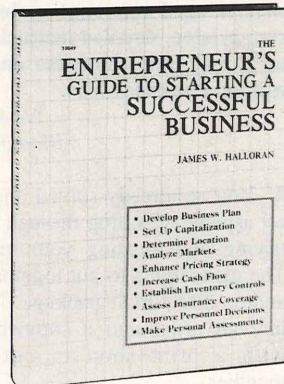 THE
ENTREPRENEUR'S
GUIDE TO STARTING A
SUCCESSFUL
BUSINESS
JAMES W. HALLORAN
• Develop Business Plan
• Set Up Capitalization
• Determine Location
• Analyze Markets
• Enhance Pricing Strategy
• Increase Cash Flow
• Establish Inventory Controls
• Assess Insurance Coverage
• Improve Personnel Decisions
• Make Personal Assessments